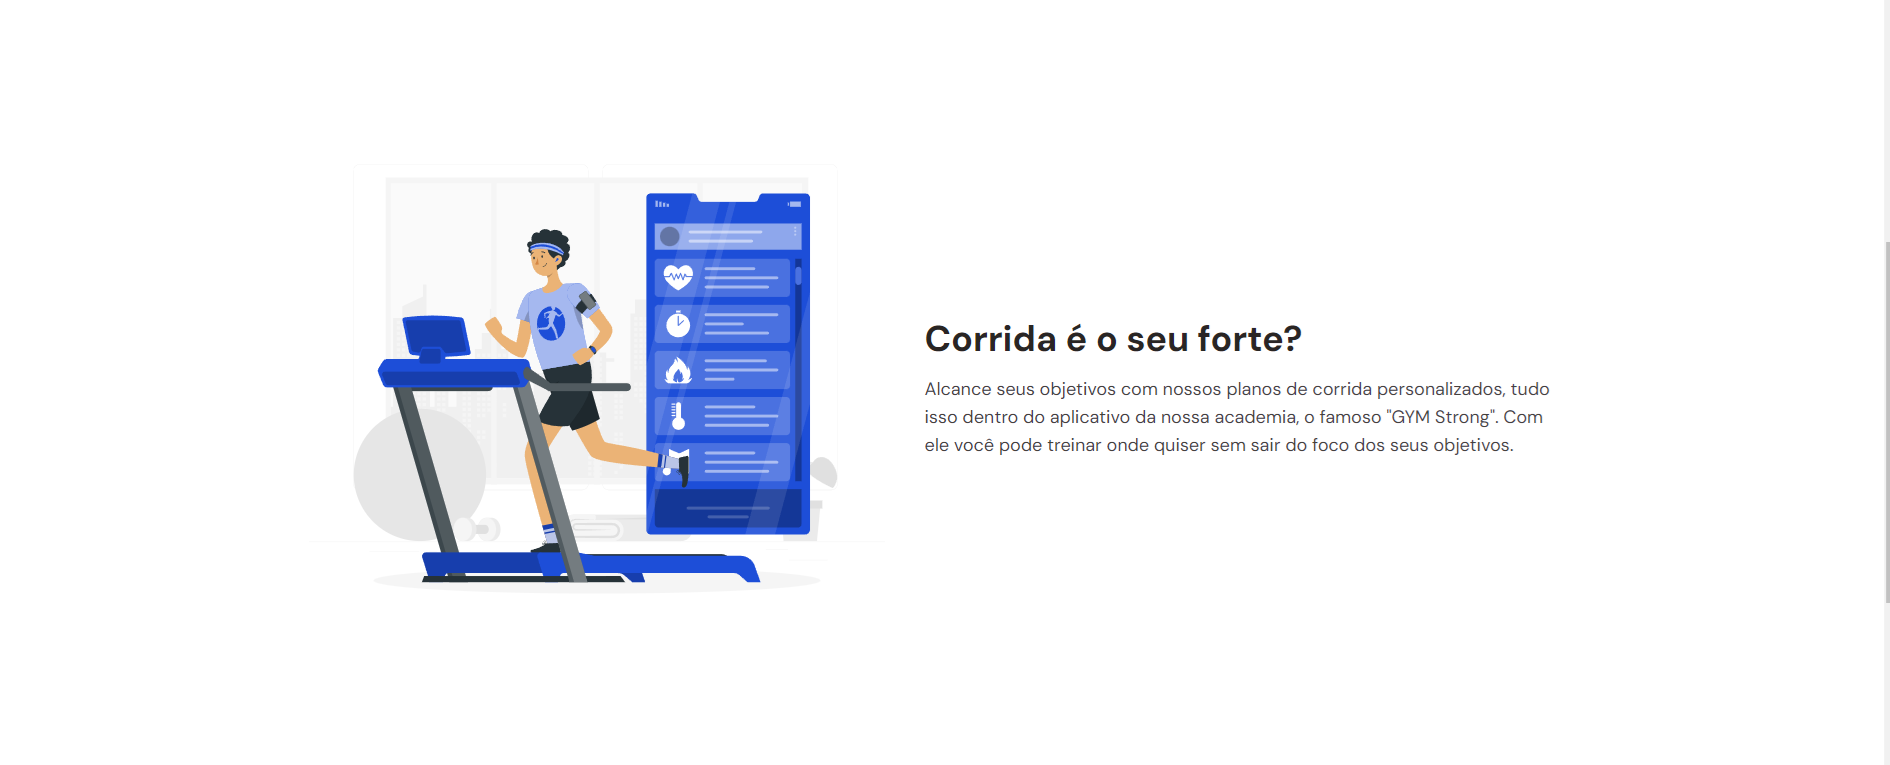 Corrida é o seu forte?
Alcance seus objetivos com nossos planos de corrida personalizados, tudo
isso dentro do aplicativo da nossa academia, o famoso "GYM Strong". Com
ele você pode treinar onde quiser sem sair do foco dos seus objetivos.